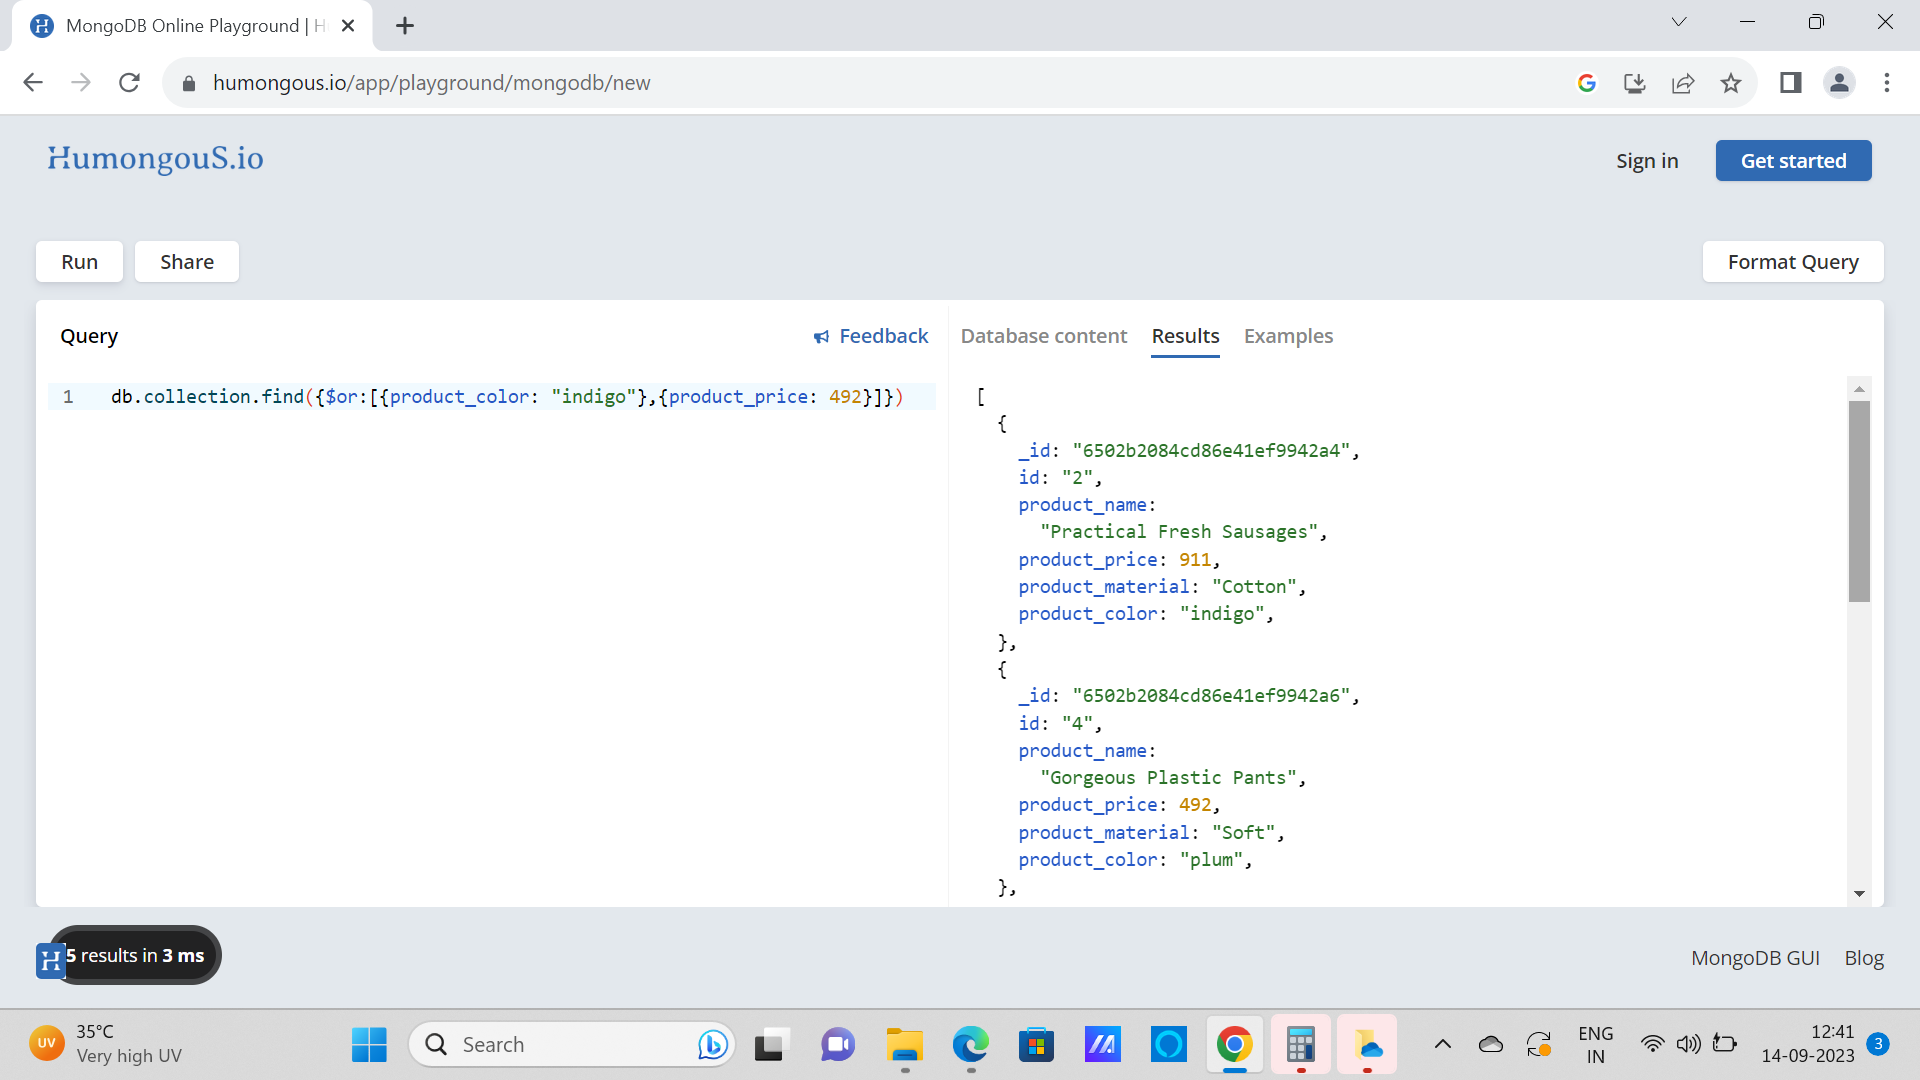 MongoDB Online Playground | H
humongous.io/app/playground/mongodb/new
HumongouS.io
Sign in
Get started
Run
Share
Format Query
Query
Feedback
Database content
Results
Examples
1 db.collection.find({$or:[{product_color: "indigo"},{product_price: 492}]})
[
{
_id: "6502b2084cd86e41ef9942a4",
id: "2",
product_name:
"Practical Fresh Sausages",
product_price: 911,
product_material: "Cotton",
product_color: "indigo",
},
{
_id: "6502b2084cd86e41ef9942a6",
id: "4",
product_name:
"Gorgeous Plastic Pants",
product_price: 492,
product_material: "Soft",
product_color: "plum",
},
H
5 results in 3 ms
MongoDB GUI
Blog
UV
35°C
Very high UV
Search
ENG
IN
12:41
14-09-2023
3